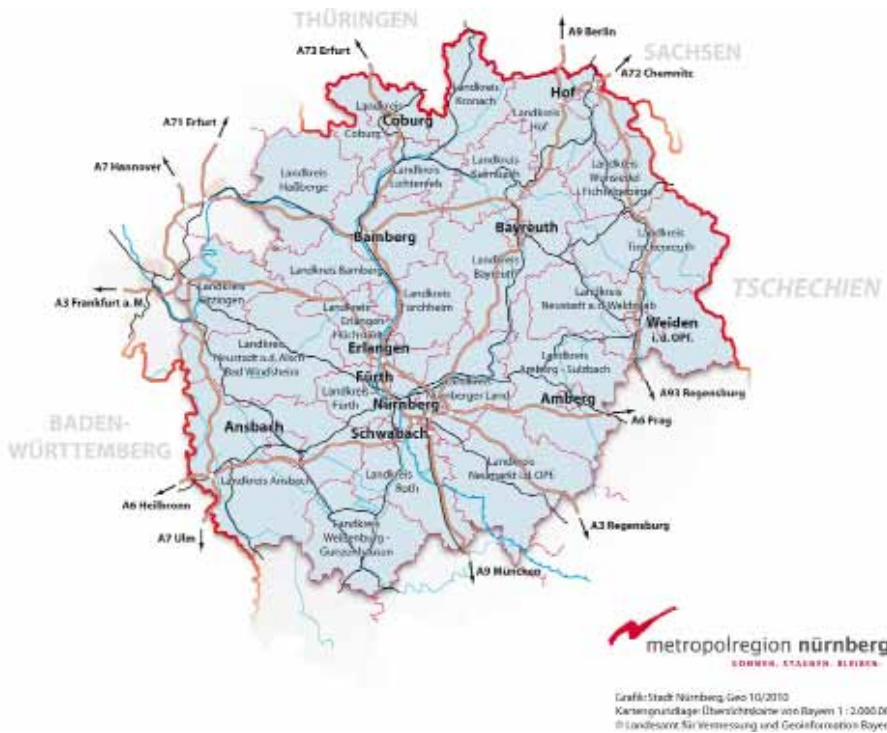 THÜRINGEN
A9 Berlin
A73 Erfurt
SACHSEN
A72 Chemnitz
Landkreis
Kronach
Hof
Landkreis
Coburg
Coburg
Landkreis
Hof
A71 Erfurt
A7 Hannover
Landkreis
Haßberge
Landkreis
Lichtenfels
Landkreis
Kulmbach
Landkreis
Wunsiedel
i. Fichtelgebirge
Bamberg
Bayreuth
Landkreis
Tirschenreuth
Landkreis Bamberg
Landkreis
Bayreuth
TSCHECHIEN
A3 Frankfurt a. M.
Landkreis
Kitzingen
Landkreis
Forchheim
Landkreis
Neustadt a.d. Waldnaab
Landkreis
Erlangen
Höchstadt
Weiden
i. d. OPf.
Landkreis
Neustadt a.d. Aisch
Bad Windsheim
Erlangen
Landkreis
Amberg - Sulzbach
Fürth
Landkreis
Fürth
Landkreis
Nürnberger Land
A93 Regensburg
Nürnberg
Amberg
A6 Prag
BADEN-
WÜRTTEMBERG
Ansbach
Schwabach
Landkreis
Neumarkt i.d. OPf.
Landkreis Ansbach
Landkreis
Roth
A6 Heilbronn
A7 Ulm
Landkreis
Weißenburg -
Gunzenhausen
A3 Regensburg
A9 München
metropolregion nürnberg
KOMMEN. STAUNEN. BLEIBEN.
Grafik: Stadt Nürnberg, Geo 10/2010
Kartengrundlage: Übersichtskarte von Bayern 1 : 2.000.00
© Landesamt für Vermessung und Geoinformation Bayer